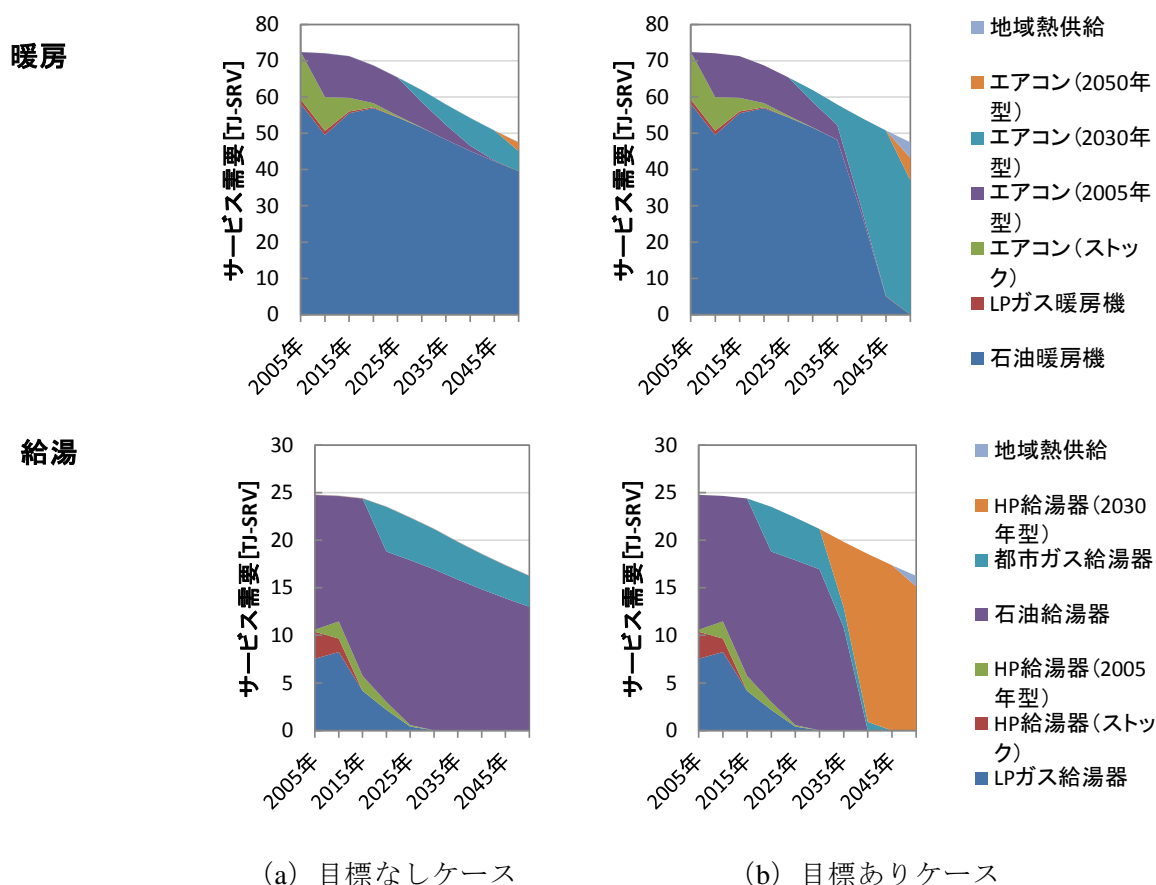 暖房
サービス需要[TJ-SRV]
80
70
60
50
40
30
20
10
0
2005年
2015年
2025年
2035年
2045年
サービス需要[TJ-SRV]
80
70
60
50
40
30
20
10
0
2005年
2015年
2025年
2035年
2045年
地域熱供給
エアコン(2050年
型)
エアコン(2030年
型)
エアコン(2005年
型)
エアコン(ストッ
ク)
LPガス暖房機
石油暖房機
給湯
サービス需要[TJ-SRV]
30
25
20
15
10
5
0
2005年
2015年
2025年
2035年
2045年
サービス需要[TJ-SRV]
30
25
20
15
10
5
0
2005年
2015年
2025年
2035年
2045年
地域熱供給
HP給湯器(2030
年型)
都市ガス給湯器
石油給湯器
HP給湯器(2005
年型)
HP給湯器(ストッ
ク)
LPガス給湯器
(a) 目標なしケース
(b) 目標ありケース